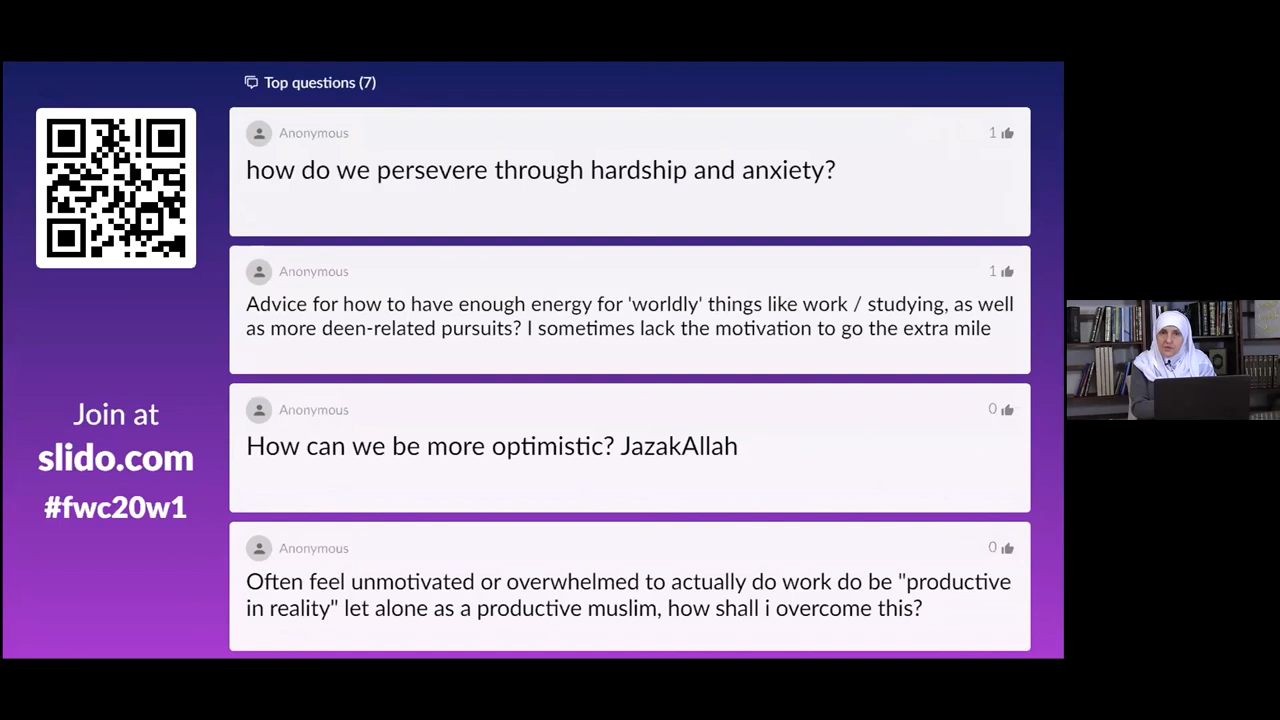 Top questions (7)
Anonymous
1
how do we persevere through hardship and anxiety?
Anonymous
1
Advice for how to have enough energy for 'worldly' things like work / studying, as well
as more deen-related pursuits? I sometimes lack the motivation to go the extra mile
Anonymous
0
How can we be more optimistic? JazakAllah
Anonymous
0
Often feel unmotivated or overwhelmed to actually do work do be "productive
in reality" let alone as a productive muslim, how shall i overcome this?
Join at
slido.com
#fwc20w1